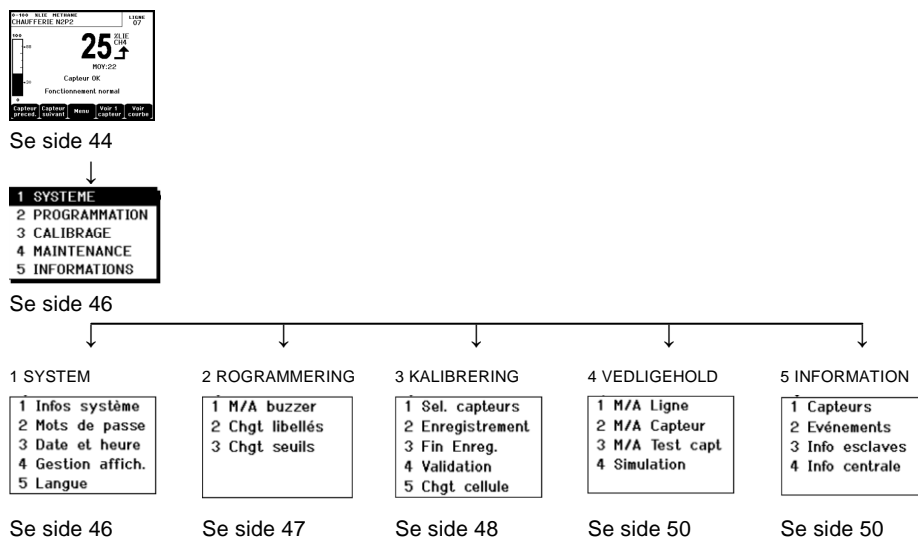 0-100 %LIE METHANE
CHAUFFERIE N2P2
LIGNE
07
100
25
%LIE
CH4
MOY:22
Capteur OK
Fonctionnement normal
0
Capteur preced.
Capteur suivant
Menu
Voir 1 capteur
Voir courbe
Se side 44
1 SYSTEME
2 PROGRAMMATION
3 CALIBRAGE
4 MAINTENANCE
5 INFORMATIONS
Se side 46
1 SYSTEM
1 Infos système
2 Mots de passe
3 Date et heure
4 Gestion affich.
5 Langue
Se side 46
2 ROGRAMMERING
1 M/A buzzer
2 Chgt libellés
3 Chgt seuils
Se side 47
3 KALIBRERING
1 Sel. capteurs
2 Enregistrement
3 Fin Enreg.
4 Validation
5 Chgt cellule
Se side 48
4 VEDLIGEHOLD
1 M/A Ligne
2 M/A Capteur
3 M/A Test capt
4 Simulation
Se side 50
5 INFORMATION
1 Capteurs
2 Evénements
3 Info esclaves
4 Info centrale
Se side 50